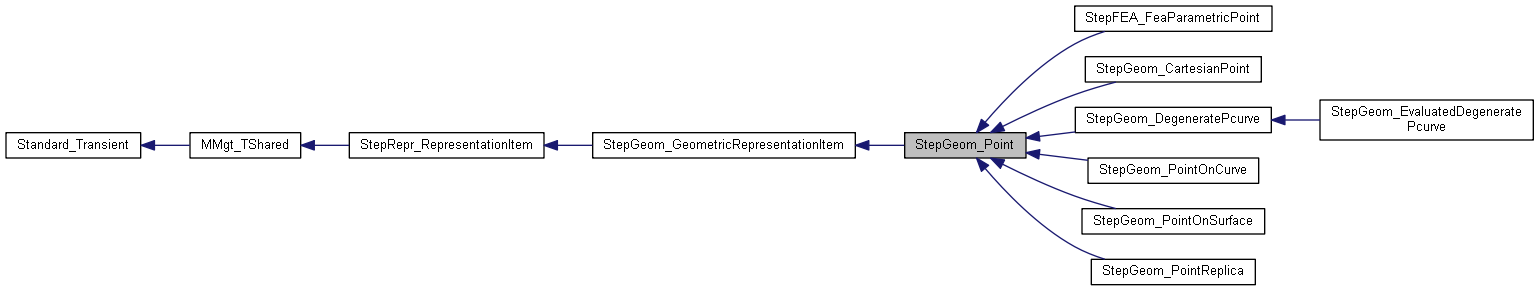 Standard_Transient
MMgt_TShared
StepRepr_RepresentationItem
StepGeom_GeometricRepresentationItem
StepGeom_Point
StepFEA_FeaParametricPoint
StepGeom_CartesianPoint
StepGeom_DegeneratePcurve
StepGeom_EvaluatedDegenerate
Pcurve
StepGeom_PointOnCurve
StepGeom_PointOnSurface
StepGeom_PointReplica